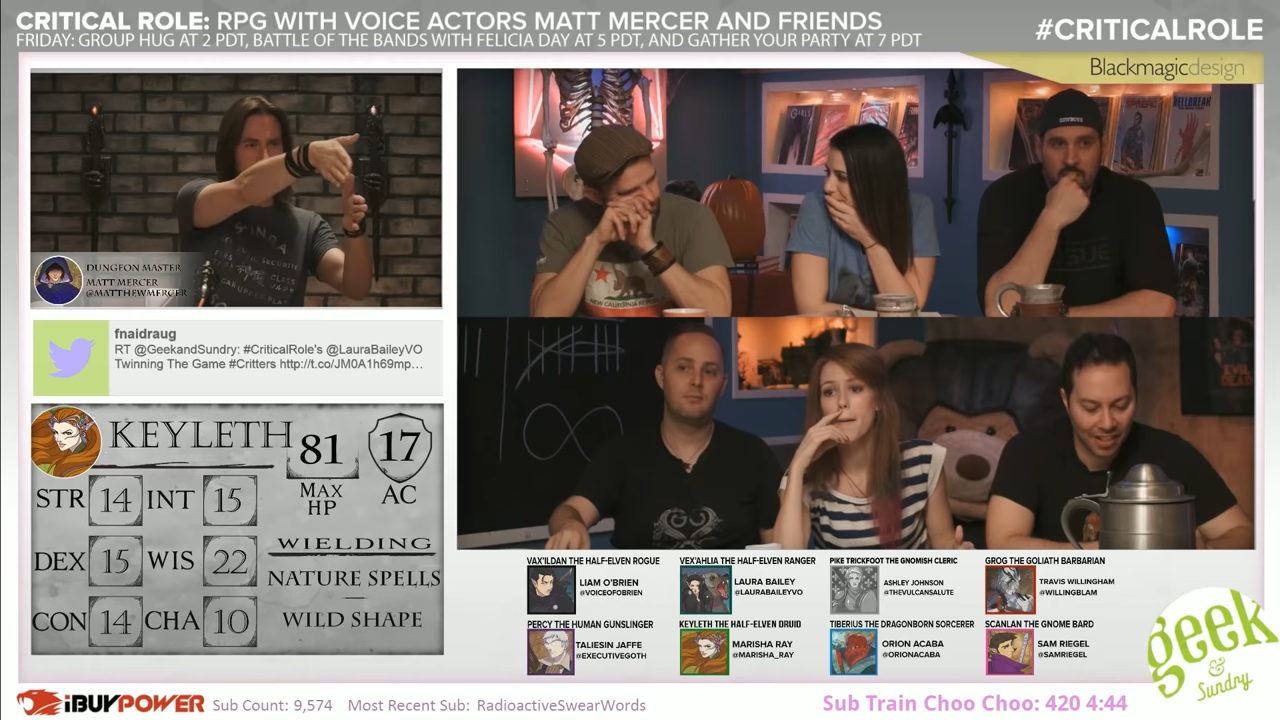 CRITICAL ROLE: RPG WITH VOICE ACTORS MATT MERCER AND FRIENDS
FRIDAY: GROUP HUG AT 2 PDT, BATTLE OF THE BANDS WITH FELICIA DAY AT 5 PDT, AND GATHER YOUR PARTY AT 7 PDT
#CRITICALROLE
Blackmagicdesign
DUNGEON MASTER
MATT MERCER
@MATTHEWMERCER
fnaidraug
RT @GeekandSundry: #CriticalRole's @LauraBaileyVO
Twinning The Game #Critters http://t.co/JM0A1h69mp…
KEYLETH
81
MAX
HP
17
AC
STR 14 INT 15
DEX 15 WIS 22
CON 14 CHA 10
WIELDING
NATURE SPELLS
WILD SHAPE
VAX'ILDAN THE HALF-ELVEN ROGUE
LIAM O'BRIEN
@VOICEOFOBRIEN
VEX'AHLIA THE HALF-ELVEN RANGER
LAURA BAILEY
@LAURABAILEYVO
PIKE TRICKFOOT THE GNOMISH CLERIC
ASHLEY JOHNSON
@THEVULCANSALUTE
GROG THE GOLIATH BARBARIAN
TRAVIS WILLINGHAM
@WILLINGBLAM
PERCY THE HUMAN GUNSLINGER
TALIESIN JAFFE
@EXECUTIVEGOTH
KEYLETH THE HALF-ELVEN DRUID
MARISHA RAY
@MARISHA_RAY
TIBERIUS THE DRAGONBORN SORCERER
ORION ACABA
@ORIONACABA
SCANLAN THE GNOME BARD
SAM RIEGEL
@SAMRIEGEL
geek
&
Sundry
iBUYPOWER
Sub Count: 9,574 Most Recent Sub: RadioactiveSwearWords
Sub Train Choo Choo: 420 4:44